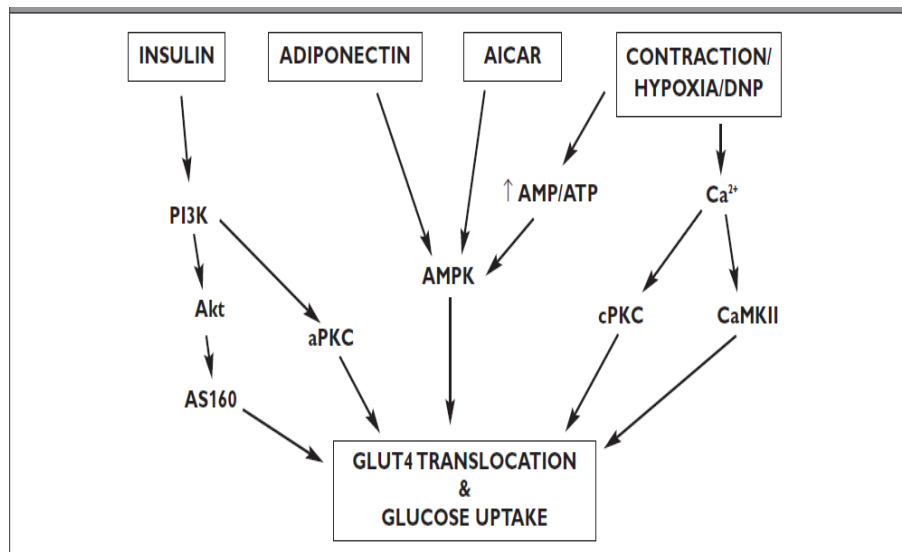 INSULIN
ADIPONECTIN
AICAR
CONTRACTION/
HYPOXIA/DNP
↑ AMP/ATP
Ca²⁺
PI3K
AMPK
Akt
aPKC
cPKC
CaMKII
AS160
GLUT4 TRANSLOCATION
&
GLUCOSE UPTAKE